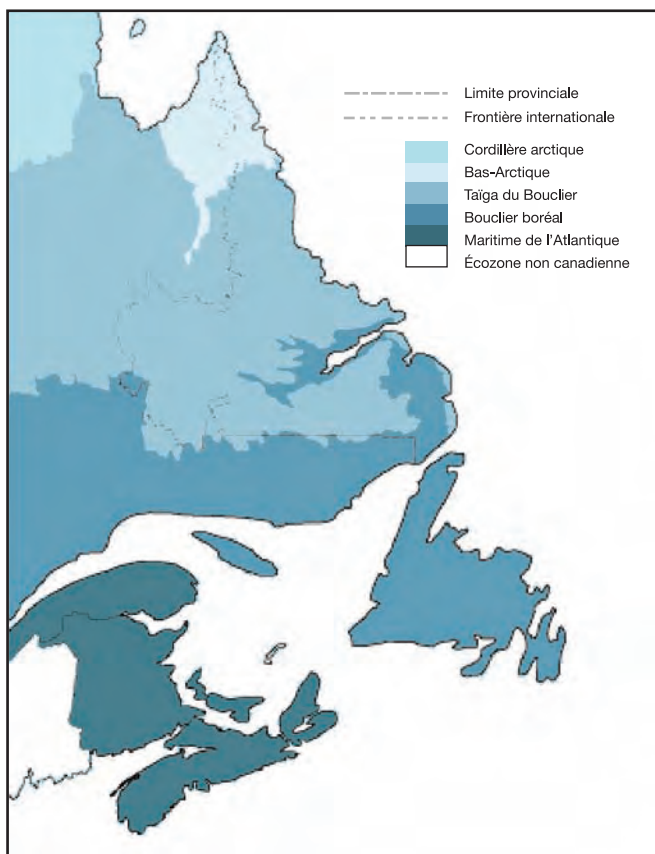 Limite provinciale
Frontière internationale
Cordillère arctique
Bas-Arctique
Taïga du Bouclier
Bouclier boréal
Maritime de l'Atlantique
Écozone non canadienne